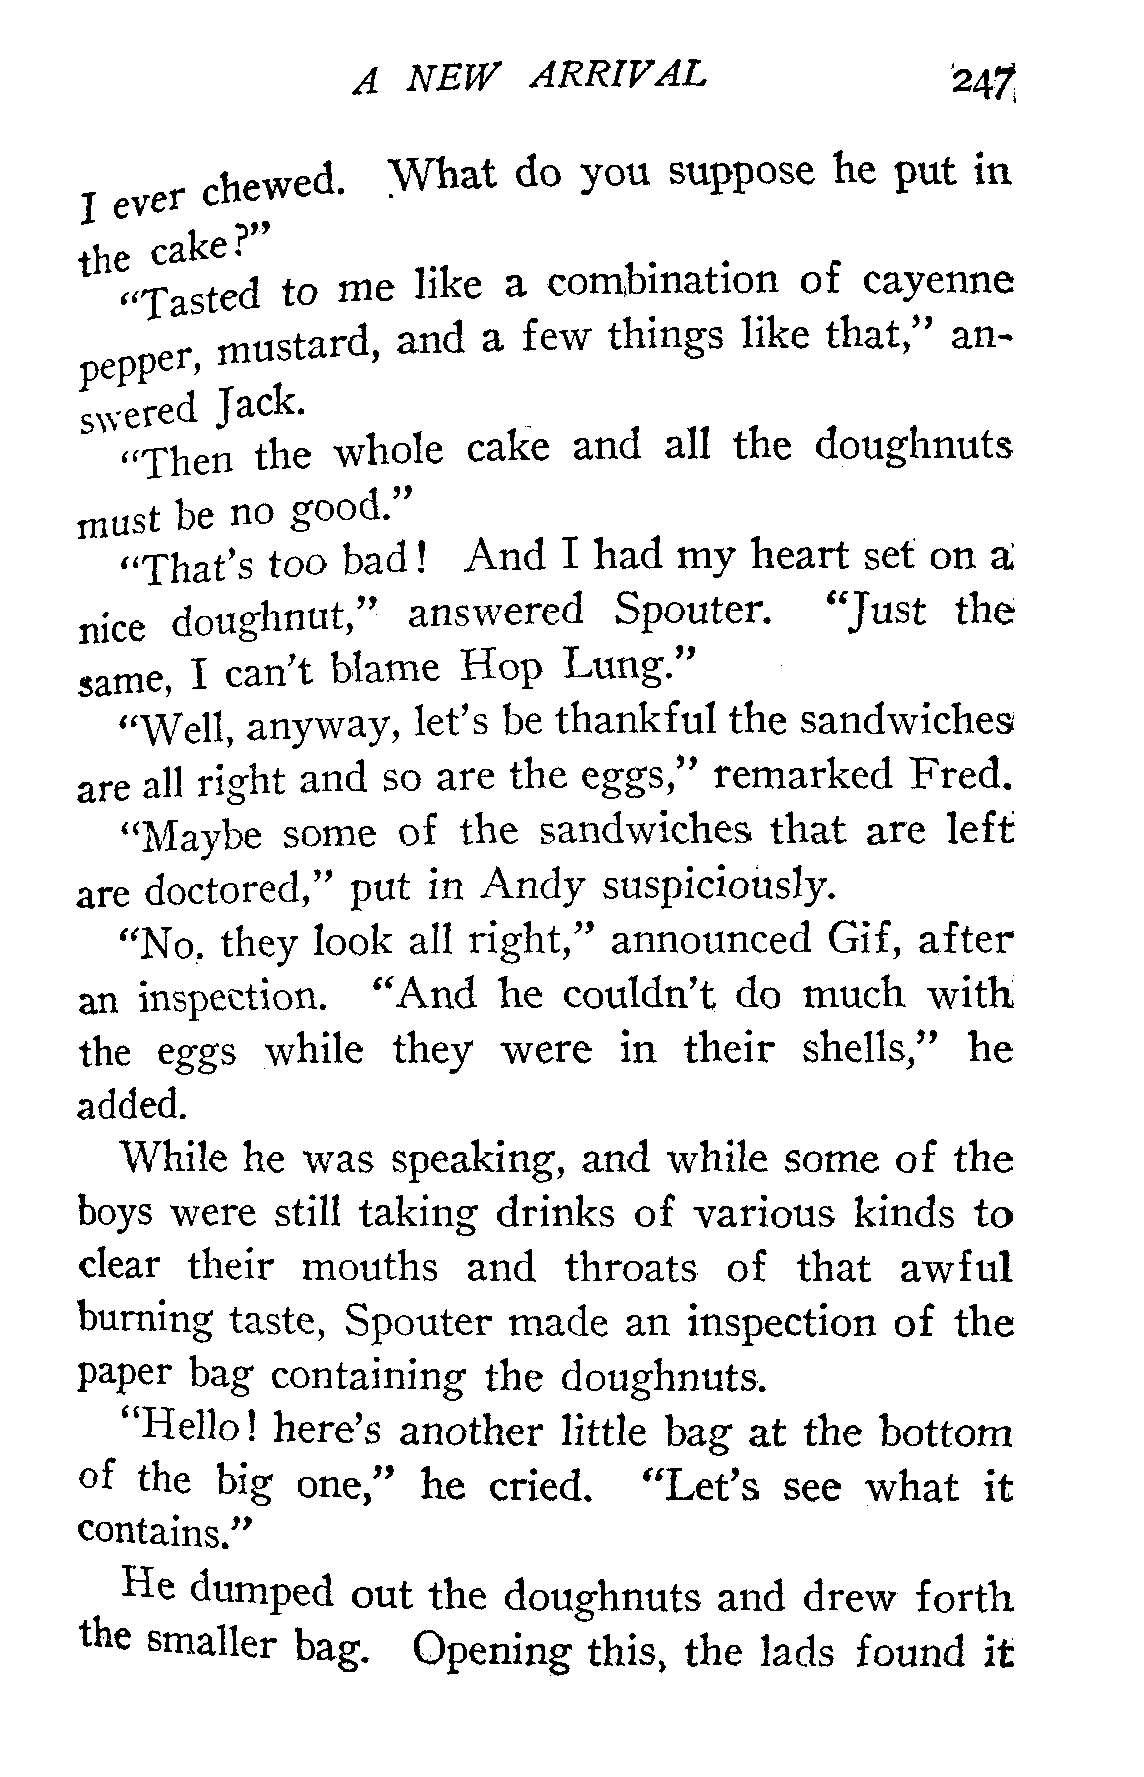 A NEW ARRIVAL 247
I ever chewed. What do you suppose he put in
the cake?"
"Tasted to me like a combination of cayenne
pepper, mustard, and a few things like that," an-
swered Jack.
"Then the whole cake and all the doughnuts
must be no good."
"That's too bad! And I had my heart set on a
nice doughnut," answered Spouter. "Just the
same, I can't blame Hop Lung."
"Well, anyway, let's be thankful the sandwiches
are all right and so are the eggs," remarked Fred.
"Maybe some of the sandwiches that are left
are doctored," put in Andy suspiciously.
"No, they look all right," announced Gif, after
an inspection. "And he couldn't do much with
the eggs while they were in their shells," he
added.
While he was speaking, and while some of the
boys were still taking drinks of various kinds to
clear their mouths and throats of that awful
burning taste, Spouter made an inspection of the
paper bag containing the doughnuts.
"Hello! here's another little bag at the bottom
of the big one," he cried. "Let's see what it
contains."
He dumped out the doughnuts and drew forth
the smaller bag. Opening this, the lads found it